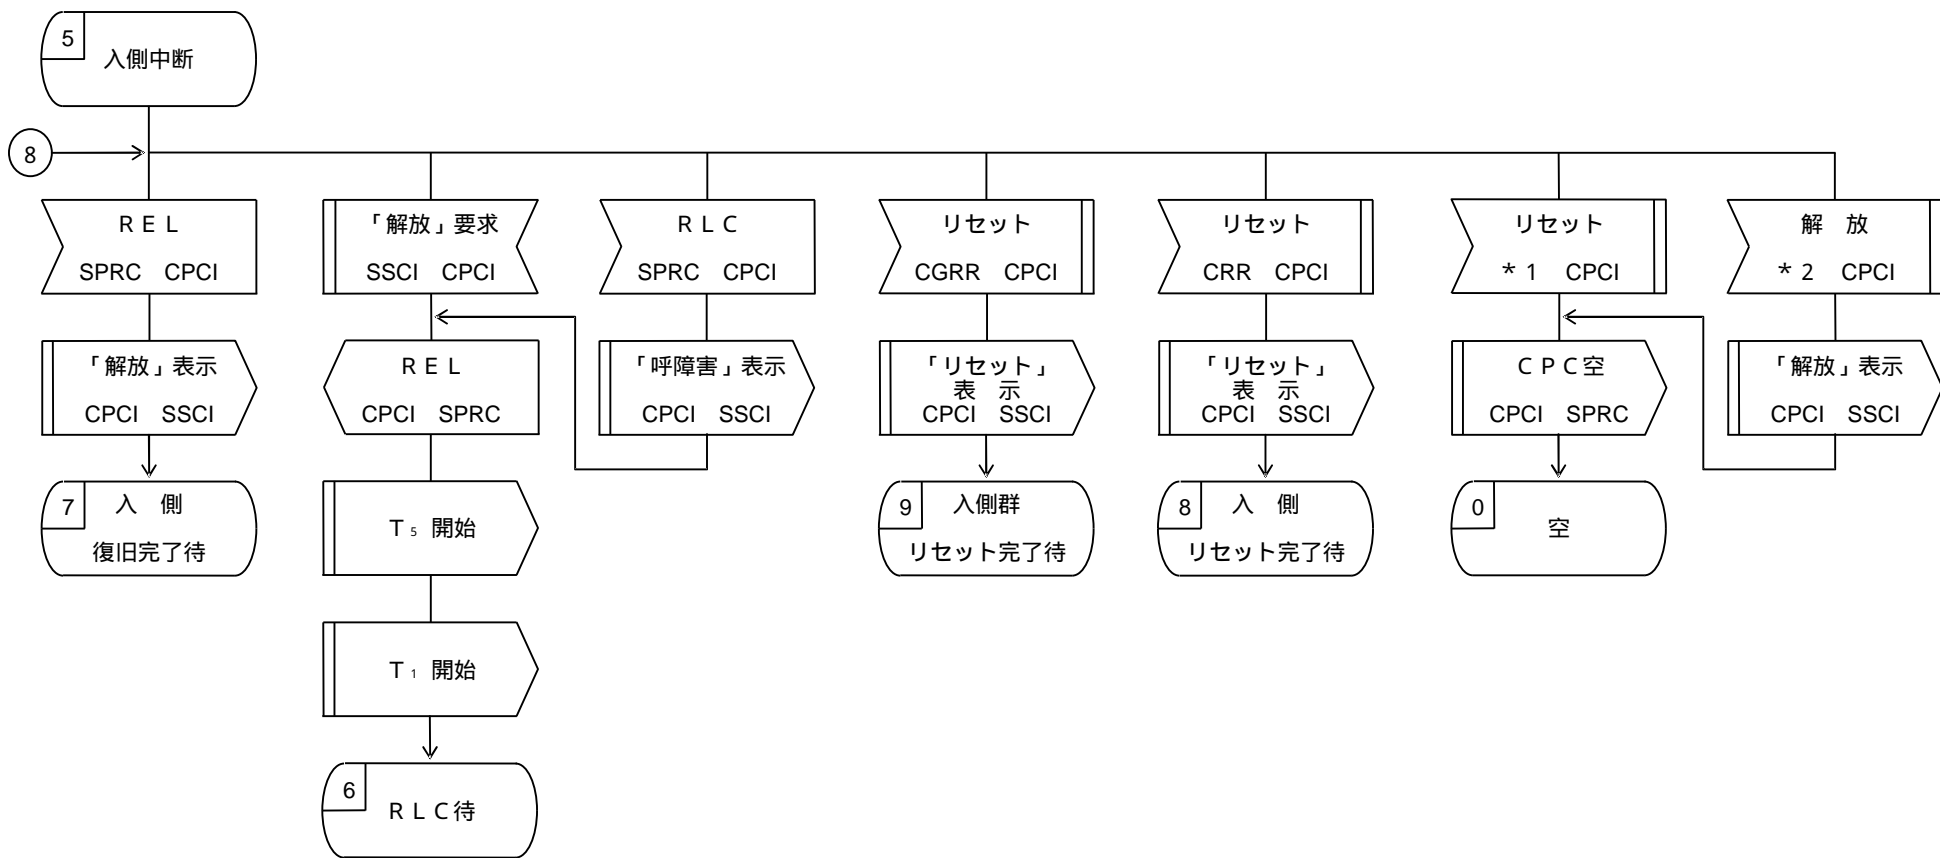 5
入側中断
8
ＲＥＬ
SPRC CPCI
「解放」要求
SSCI CPCI
ＲＬＣ
SPRC CPCI
リセット
CGRR CPCI
リセット
CRR CPCI
リセット
＊1 CPCI
解 放
＊2 CPCI
「解放」表示
CPCI SSCI
ＲＥＬ
CPCI SPRC
「呼障害」表示
CPCI SSCI
「リセット」
表 示
CPCI SSCI
「リセット」
表 示
CPCI SSCI
ＣＰＣ空
CPCI SPRC
「解放」表示
CPCI SSCI
7
入 側
復旧完了待
Ｔ₅ 開始
9
入側群
リセット完了待
8
入 側
リセット完了待
0
空
Ｔ₁ 開始
6
ＲＬＣ待